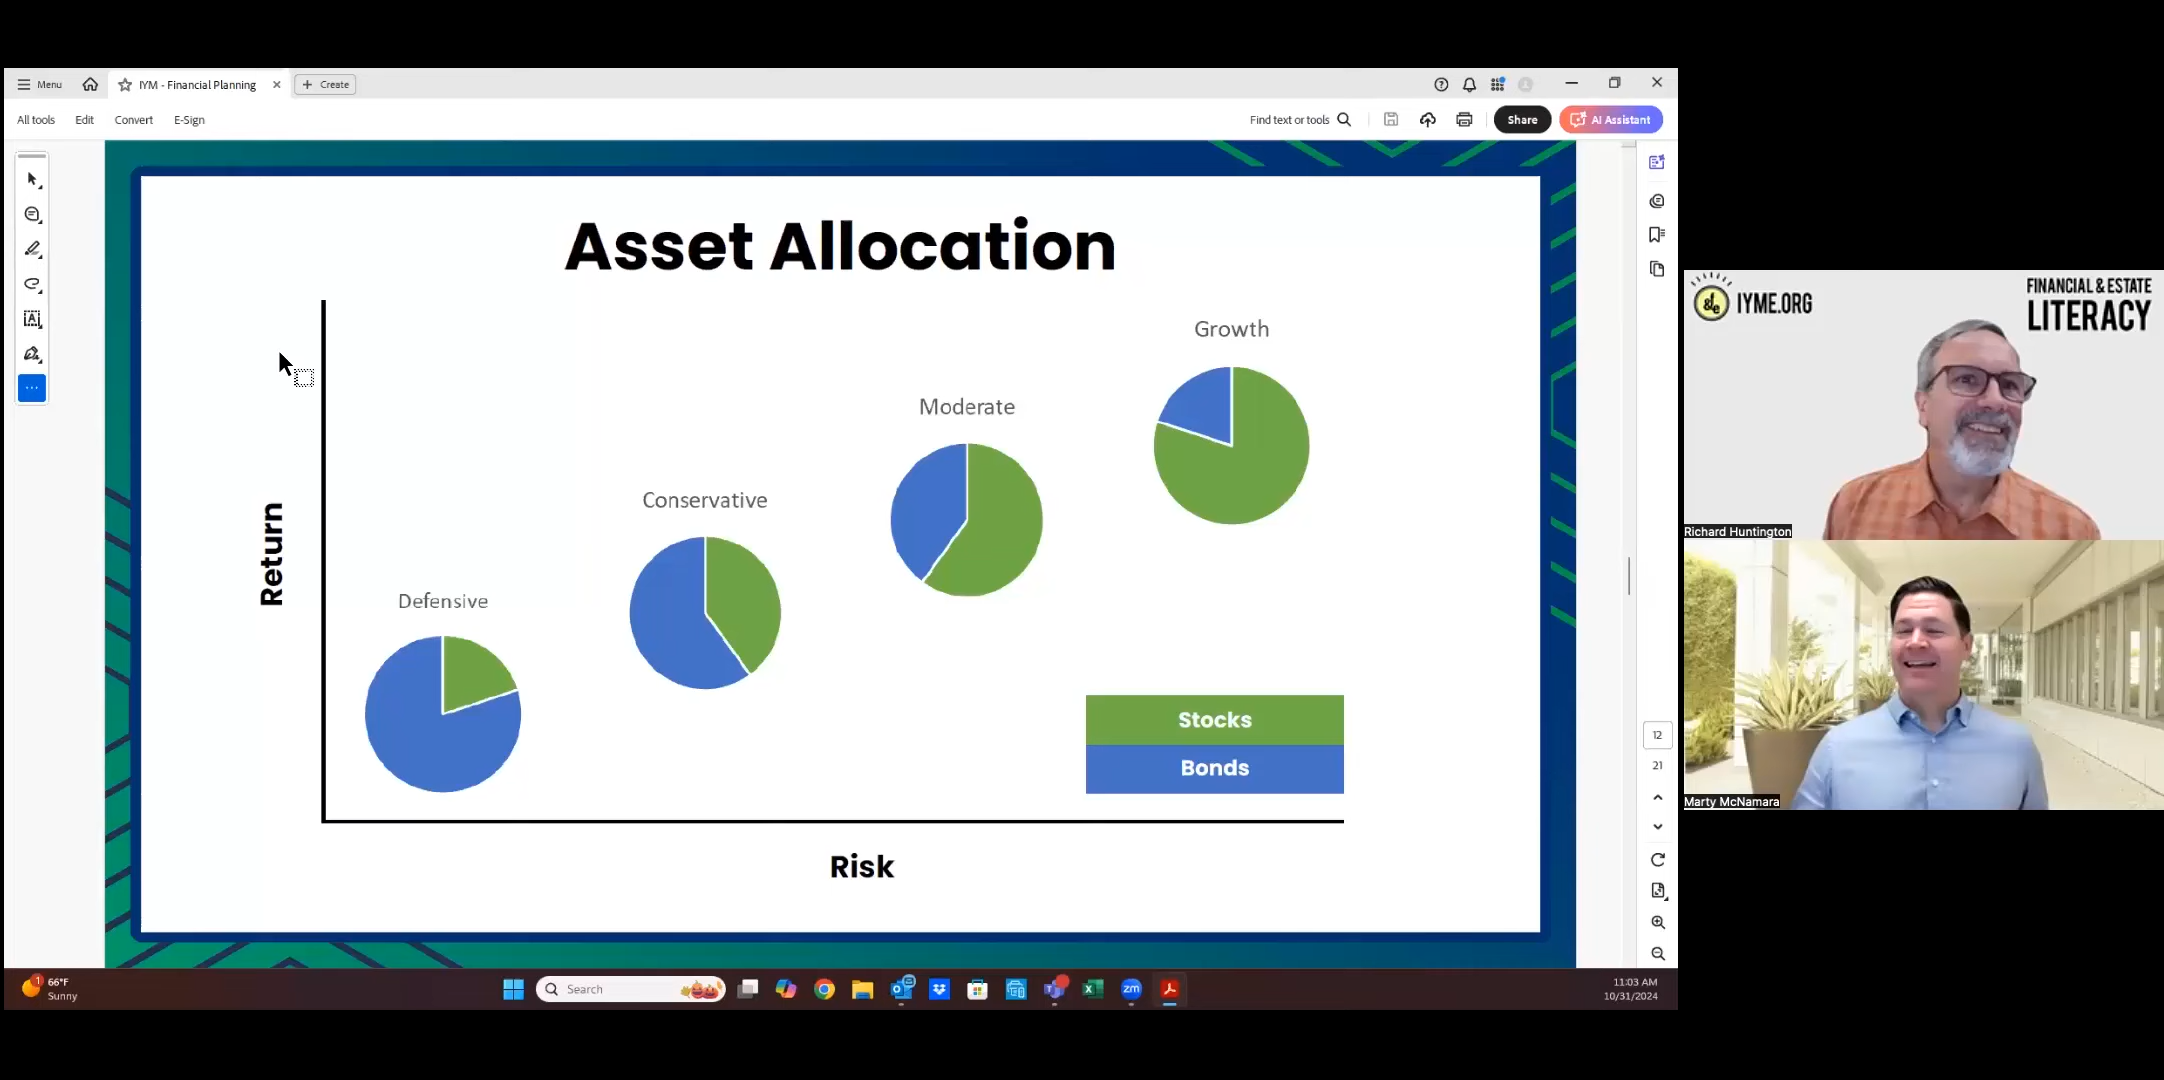 Menu
IYM - Financial Planning
Create
All tools
Edit
Convert
E-Sign
Find text or tools
Share
AI Assistant
Asset Allocation
Growth
Moderate
Conservative
Defensive
Return
Stocks
Bonds
Risk
12
21
IYME.ORG
FINANCIAL & ESTATE
LITERACY
Richard Huntington
Marty McNamara
1
66°F
Sunny
Search
zm
11:03 AM
10/31/2024